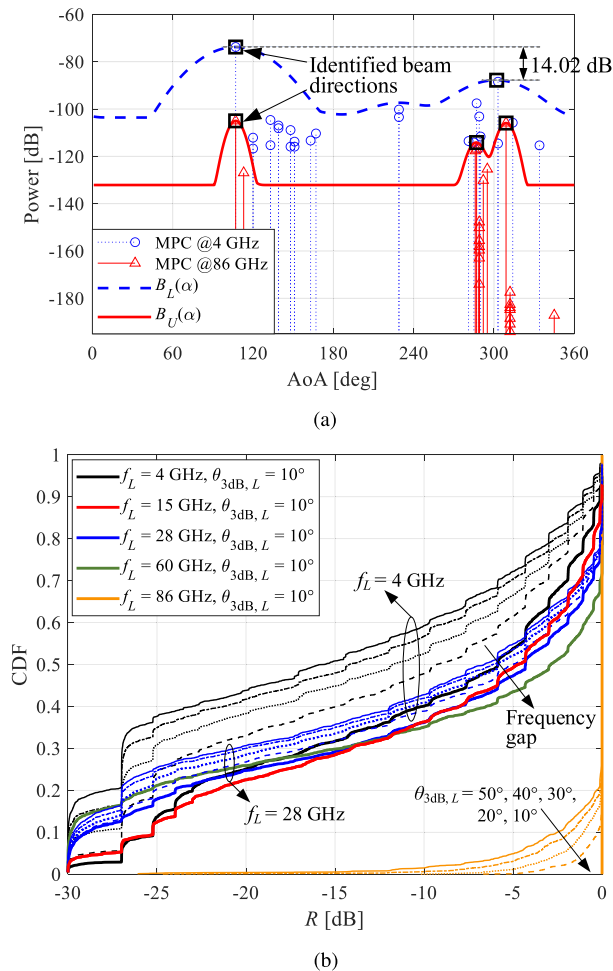 (a)
-60
-80
-100
-120
-140
-160
-180
Power [dB]
Identified beam
directions
14.02 dB
MPC @4 GHz
MPC @86 GHz
B_L(α)
B_U(α)
0 60 120 180 240 300 360
AoA [deg]
(a)
1
0.9
0.8
0.7
0.6
0.5
0.4
0.3
0.2
0.1
0
CDF
f_L = 4 GHz, θ_3dB, L = 10°
f_L = 15 GHz, θ_3dB, L = 10°
f_L = 28 GHz, θ_3dB, L = 10°
f_L = 60 GHz, θ_3dB, L = 10°
f_L = 86 GHz, θ_3dB, L = 10°
f_L = 4 GHz
Frequency
gap
f_L = 28 GHz
θ_3dB, L = 50°, 40°, 30°,
20°, 10°
-30 -25 -20 -15 -10 -5 0
R [dB]
(b)